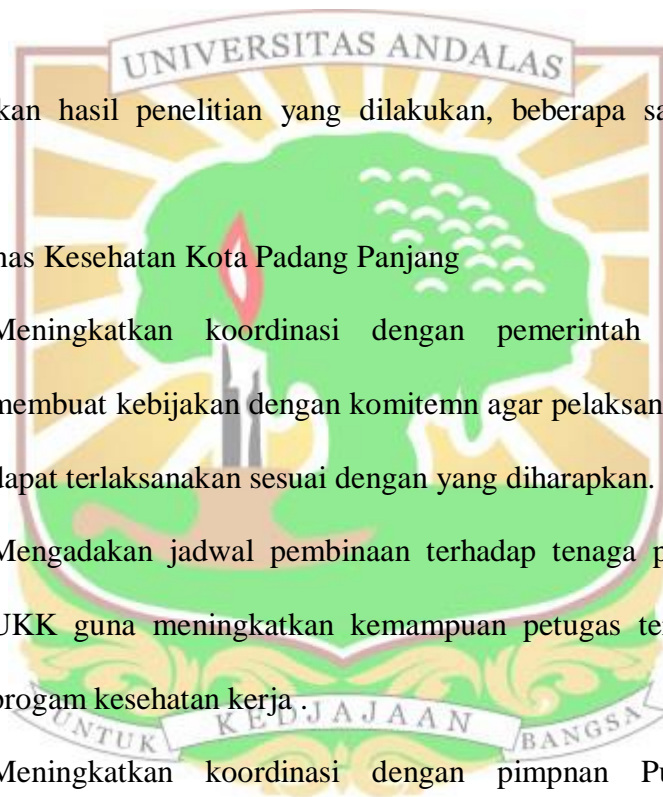 UNIVERSITAS ANDALAS
kan hasil penelitian yang dilakukan, beberapa sa
nas Kesehatan Kota Padang Panjang
Meningkatkan koordinasi dengan pemerintah
membuat kebijakan dengan komitemn agar pelaksan
dapat terlaksanakan sesuai dengan yang diharapkan.
Mengadakan jadwal pembinaan terhadap tenaga p
UKK guna meningkatkan kemampuan petugas te
progam kesehatan kerja .
UNTUK KEDJAJAAN BANGSA
Meningkatkan koordinasi dengan pimpnan Pu